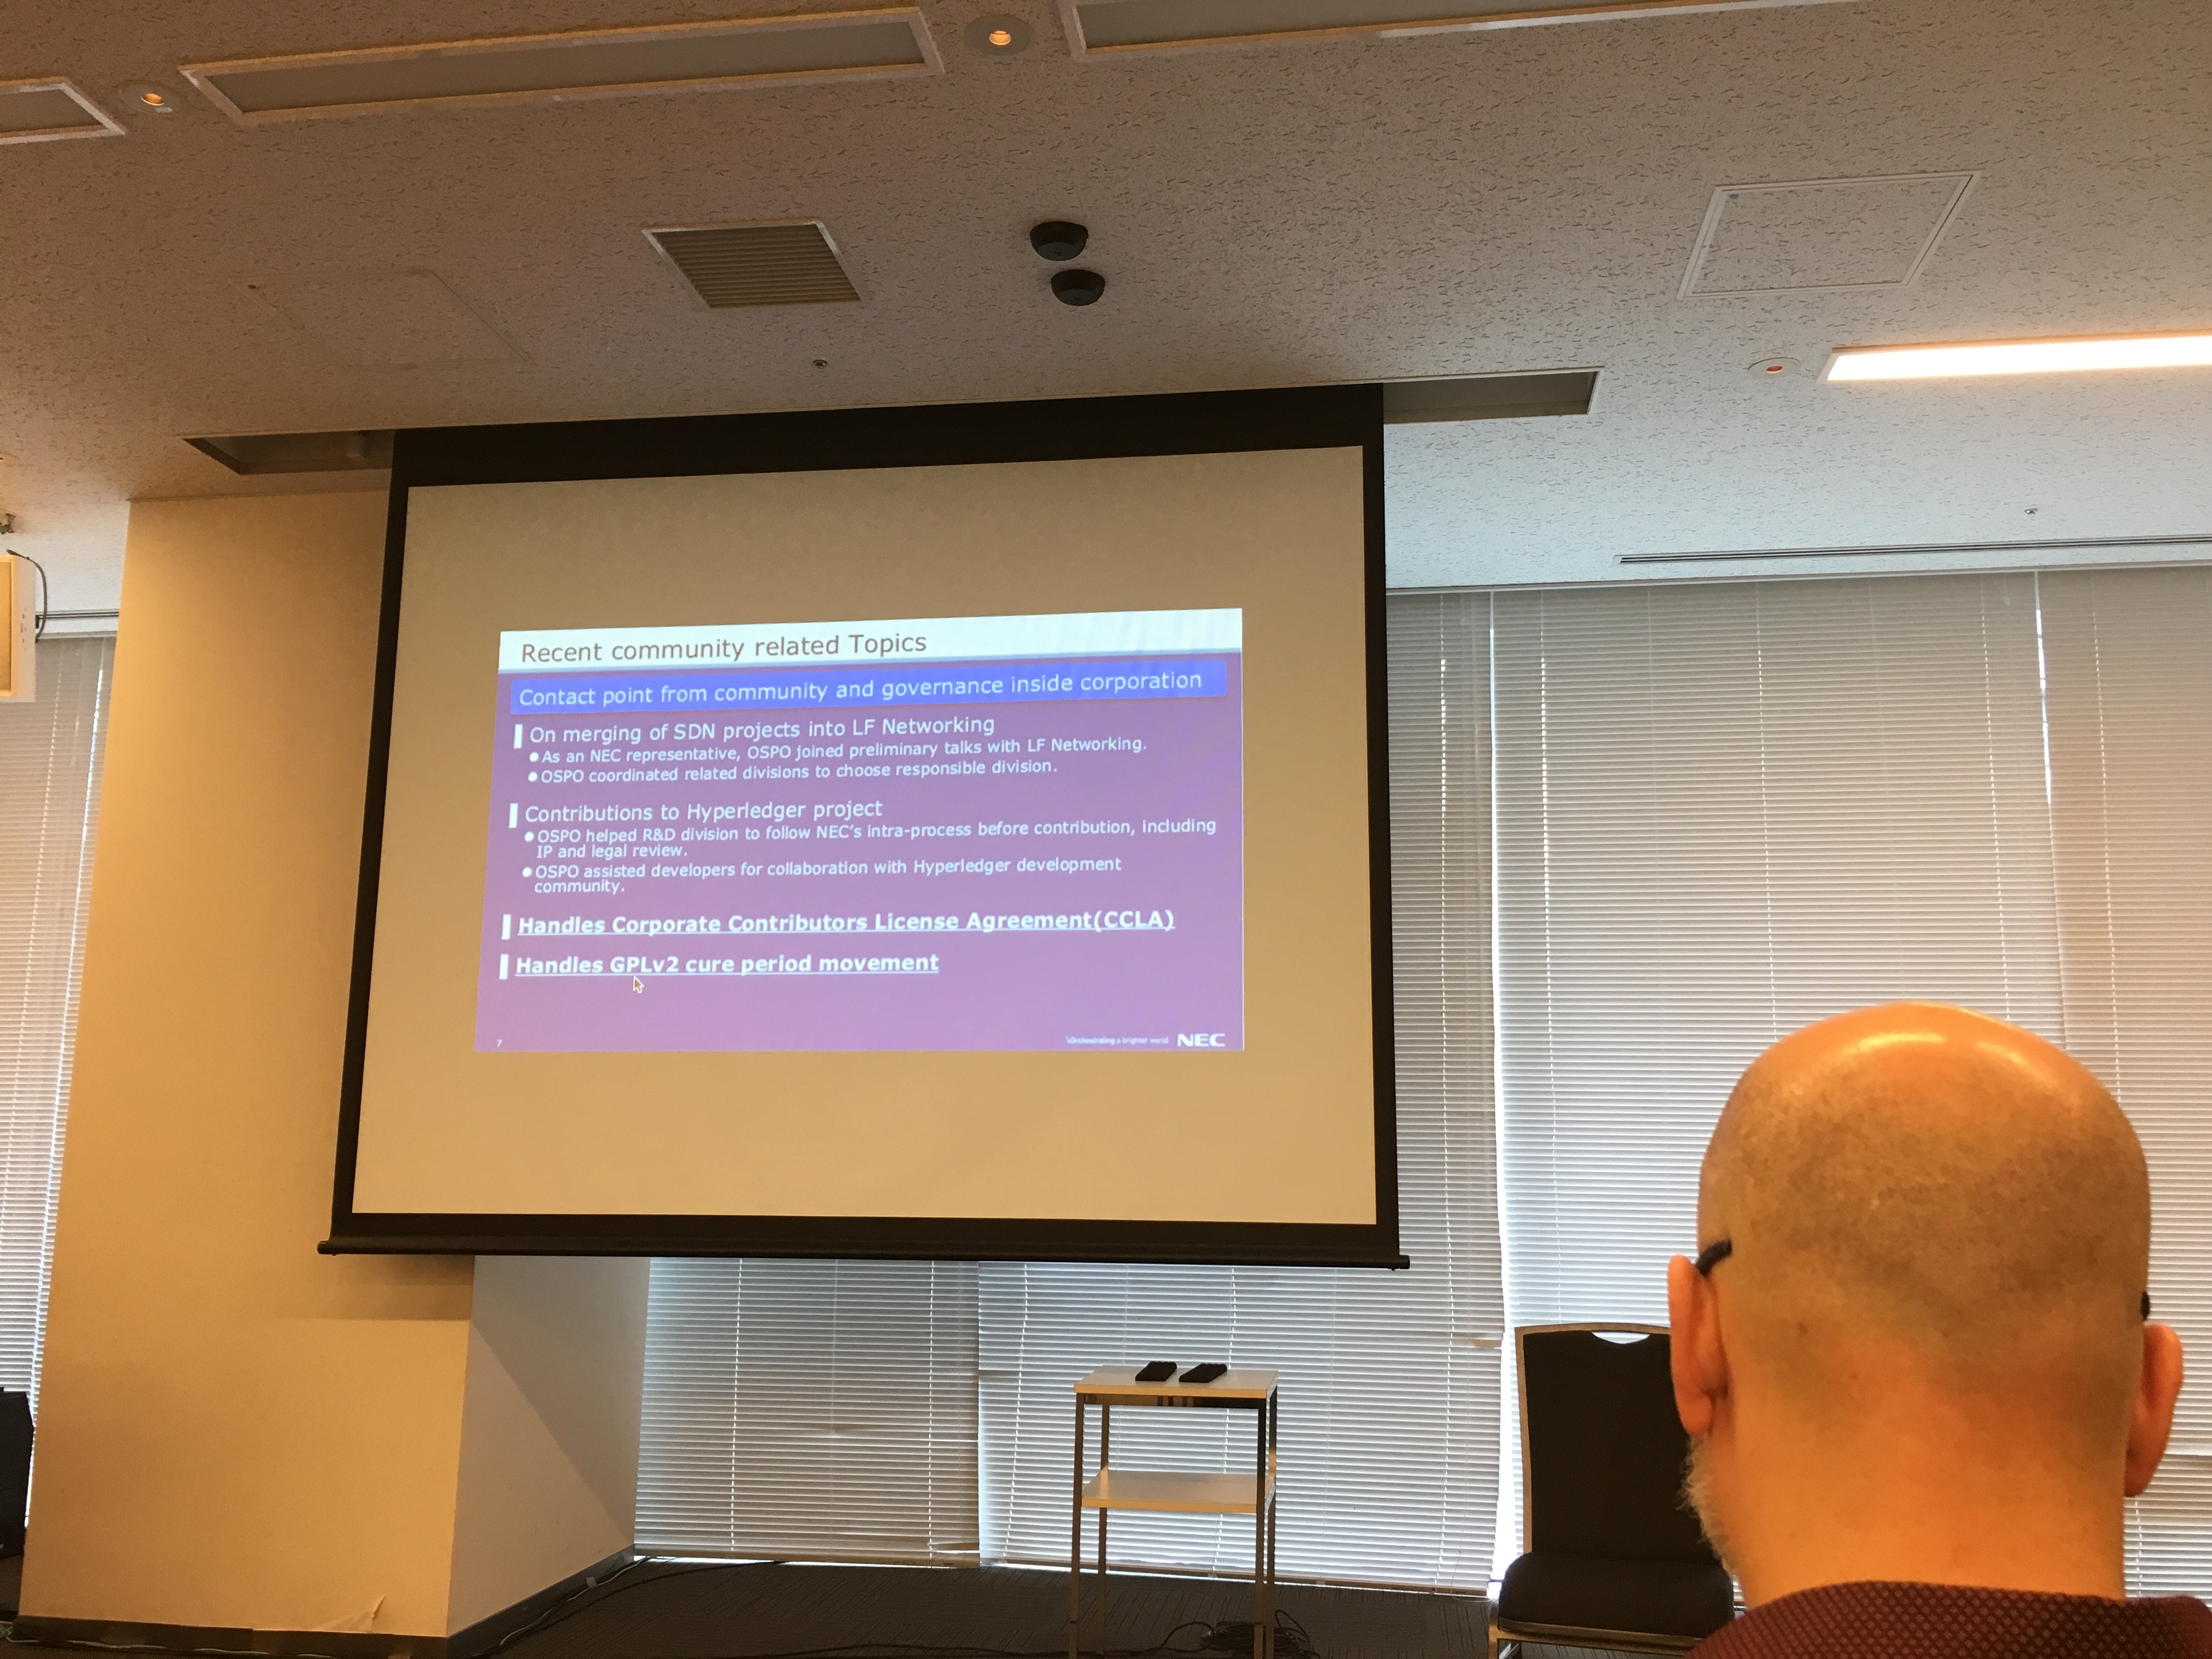 Recent community related Topics
Contact point from community and governance inside corporation
On merging of SDN projects into LF Networking
●As an NEC representative, OSPO joined preliminary talks with LF Networking.
●OSPO coordinated related divisions to choose responsible division.
Contributions to Hyperledger project
●OSPO helped R&D division to follow NEC's intra-process before contribution, including
IP and legal review.
●OSPO assisted developers for collaboration with Hyperledger development
community.
Handles Corporate Contributors License Agreement(CCLA)
Handles GPLv2 cure period movement
7
\Orchestrating a brighter world NEC